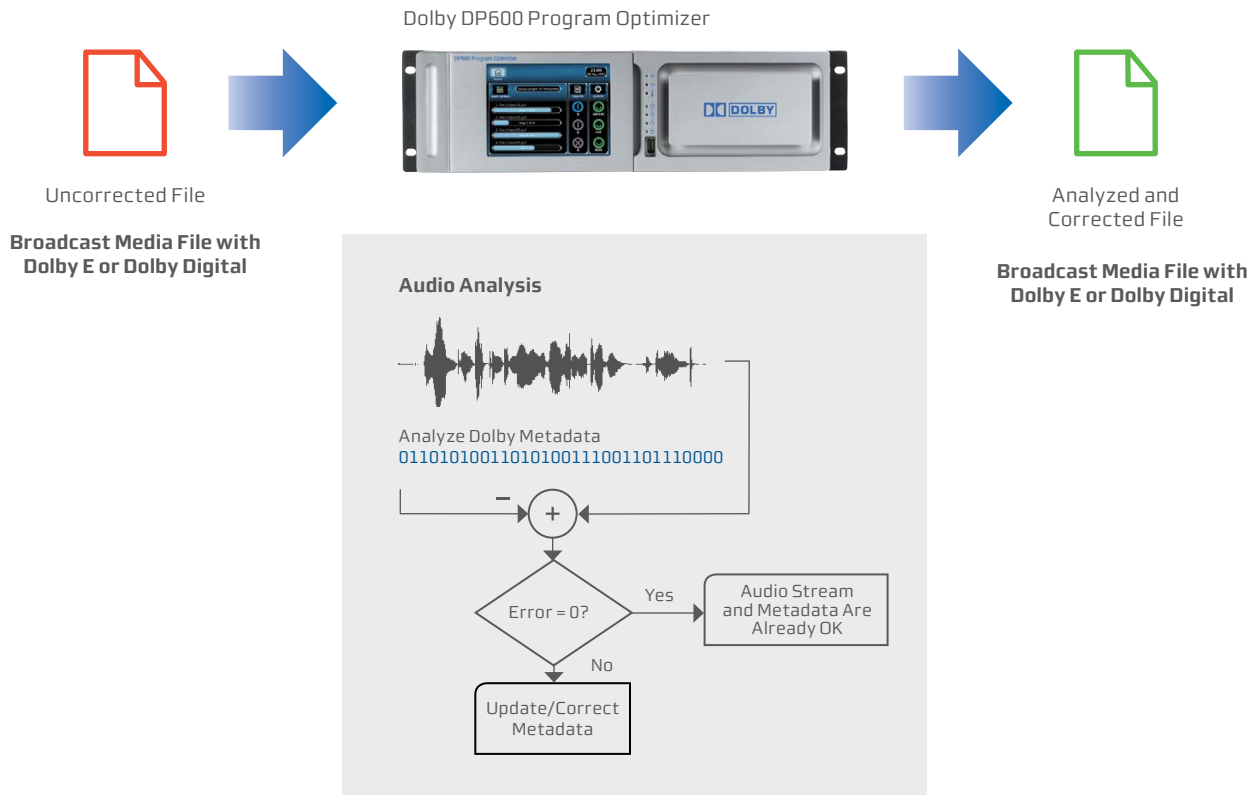 Dolby DP600 Program Optimizer
DP600 Program Optimizer
DOLBY
Uncorrected File
Broadcast Media File with
Dolby E or Dolby Digital
Analyzed and
Corrected File
Broadcast Media File with
Dolby E or Dolby Digital
Audio Analysis
Analyze Dolby Metadata
01101010011010100111001101110000
−
+
Error = 0?
Yes
Audio Stream
and Metadata Are
Already OK
No
Update/Correct
Metadata